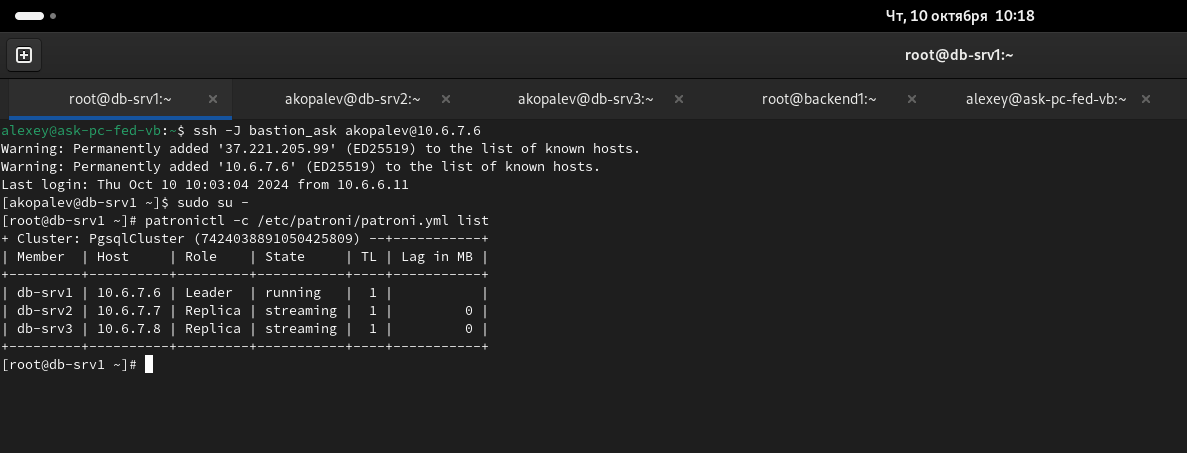 Чт, 10 октября 10:18
root@db-srv1:~
root@db-srv1:~ × akopalev@db-srv2:~ × akopalev@db-srv3:~ × root@backend1:~ × alexey@ask-pc-fed-vb:~ ×
alexey@ask-pc-fed-vb:~$ ssh -J bastion_ask akopalev@10.6.7.6
Warning: Permanently added '37.221.205.99' (ED25519) to the list of known hosts.
Warning: Permanently added '10.6.7.6' (ED25519) to the list of known hosts.
Last login: Thu Oct 10 10:03:04 2024 from 10.6.6.11
[akopalev@db-srv1 ~]$ sudo su -
[root@db-srv1 ~]# patronictl -c /etc/patroni/patroni.yml list
+ Cluster: PgsqlCluster (7424038891050425809) --+-----------+
| Member  | Host     | Role    | State     | TL | Lag in MB |
+---------+----------+---------+-----------+----+-----------+
| db-srv1 | 10.6.7.6 | Leader  | running   |  1 |           |
| db-srv2 | 10.6.7.7 | Replica | streaming |  1 |         0 |
| db-srv3 | 10.6.7.8 | Replica | streaming |  1 |         0 |
+---------+----------+---------+-----------+----+-----------+
[root@db-srv1 ~]#